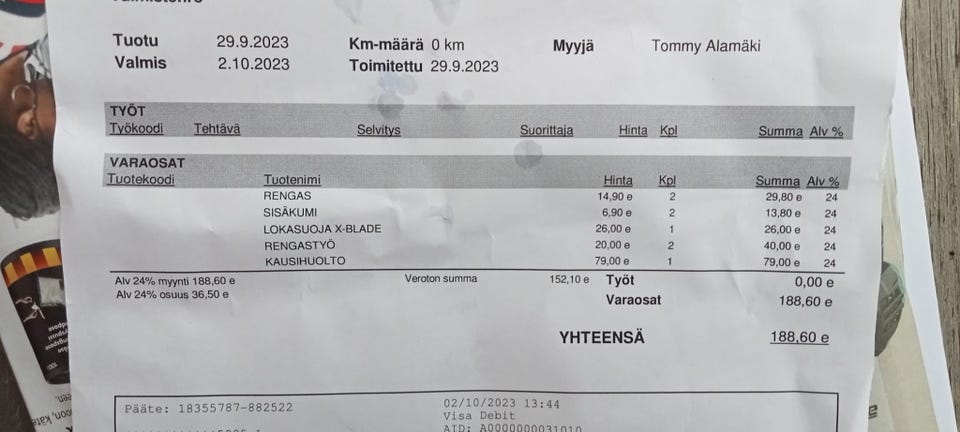 Tuotu 29.9.2023 Km-määrä 0 km Myyjä Tommy Alamäki
Valmis 2.10.2023 Toimitettu 29.9.2023
TYÖT
Työkoodi Tehtävä Selvitys Suorittaja Hinta Kpl Summa Alv %
VARAOSAT
Tuotekoodi Tuotenimi Hinta Kpl Summa Alv %
RENGAS 14,90 e 2 29,80 e 24
SISÄKUMI 6,90 e 2 13,80 e 24
LOKASUOJA X-BLADE 26,00 e 1 26,00 e 24
RENGASTYÖ 20,00 e 2 40,00 e 24
KAUSIHUOLTO 79,00 e 1 79,00 e 24
Alv 24% myynti 188,60 e Veroton summa 152,10 e Työt 0,00 e
Alv 24% osuus 36,50 e Varaosat 188,60 e
YHTEENSÄ 188,60 e
Pääte: 18355787-882522 02/10/2023 13:44
Visa Debit
AID: A0000000031010